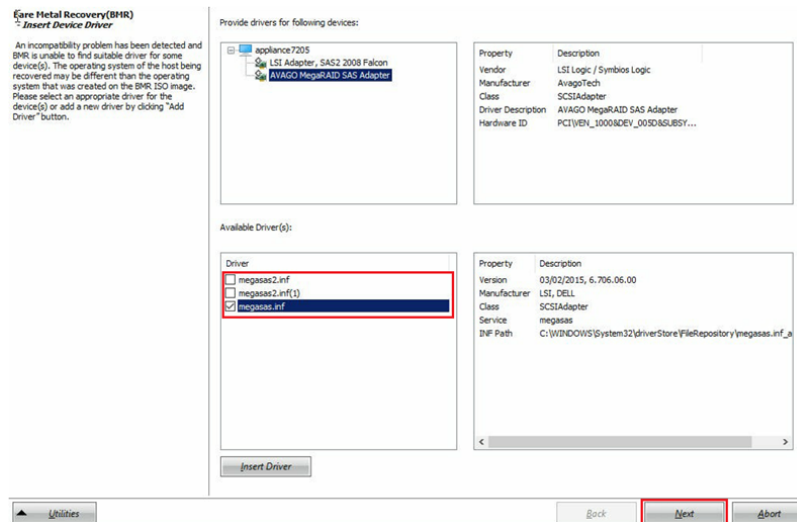 Bare Metal Recovery(BMR)
- Insert Device Driver
An incompatibility problem has been detected and
BMR is unable to find suitable driver for some
device(s). The operating system of the host being
recovered may be different than the operating
system that was created on the BMR ISO image.
Please select an appropriate driver for the
device(s) or add a new driver by clicking "Add
Driver" button.
Provide drivers for following devices:
appliance7205
LSI Adapter, SAS2 2008 Falcon
AVAGO MegaRAID SAS Adapter
Property Description
Vendor LSI Logic / Symbios Logic
Manufacturer AvagoTech
Class SCSIAdapter
Driver Description AVAGO MegaRAID SAS Adapter
Hardware ID PCI\VEN_1000&DEV_005D&SUBSY...
Available Driver(s):
Driver
megasas2.inf
megasas2.inf(1)
megasas.inf
Property Description
Version 03/02/2015, 6.706.06.00
Manufacturer LSI, DELL
Class SCSIAdapter
Service megasas
INF Path C:\WINDOWS\System32\driverStore\FileRepository\megasas.inf_a
Insert Driver
Utilities
Back
Next
Abort